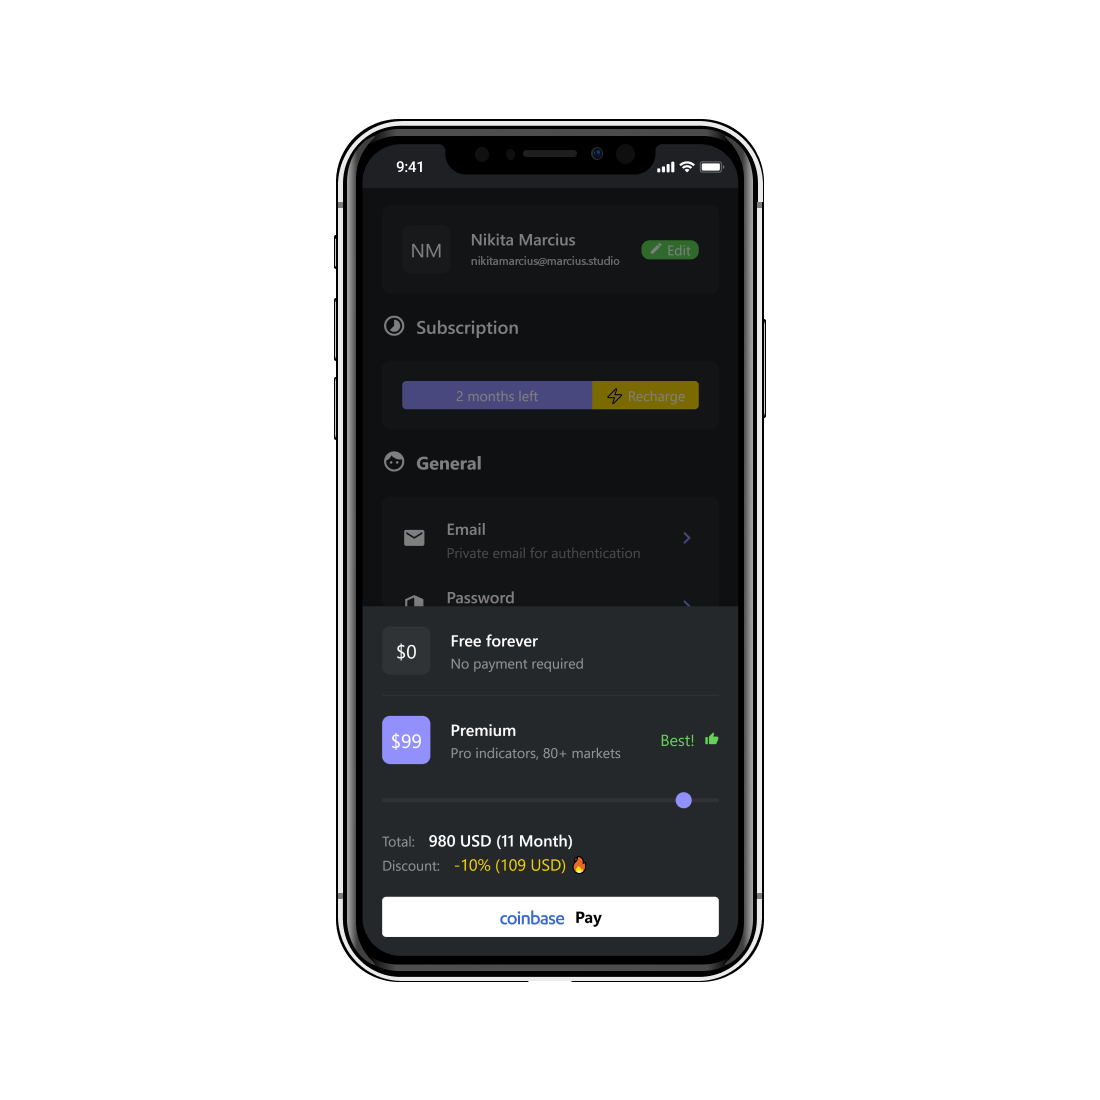 9:41
NM
Nikita Marcius
nikitamarcius@marcius.studio
Edit
Subscription
2 months left
Recharge
General
Email
Private email for authentication
Password
$0
Free forever
No payment required
$99
Premium
Pro indicators, 80+ markets
Best!
Total: 980 USD (11 Month)
Discount: -10% (109 USD) 🔥
coinbase Pay